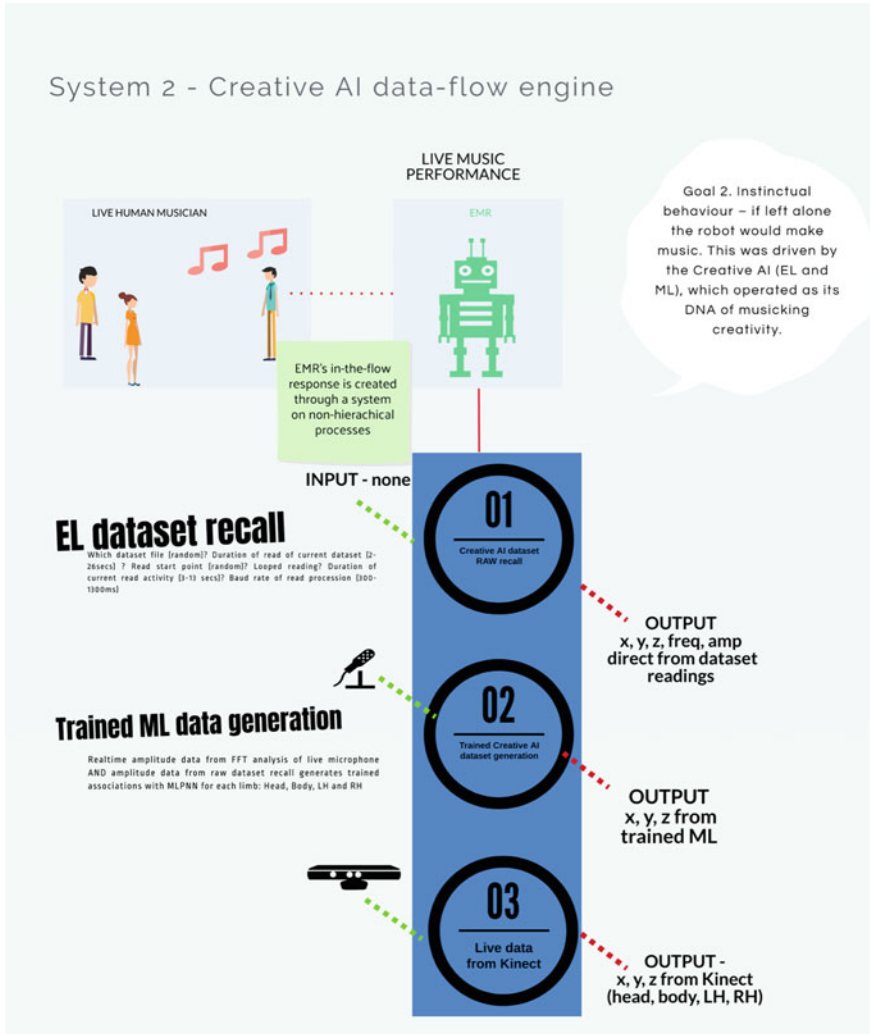 System 2 - Creative AI data-flow engine
LIVE MUSIC
PERFORMANCE
LIVE HUMAN MUSICIAN
EMR
Goal 2. Instinctual
behaviour – if left alone
the robot would make
music. This was driven by
the Creative AI (EL and
ML), which operated as its
DNA of musicking
creativity.
EMR's in-the-flow
response is created
through a system
on non-hierachical
processes
INPUT - none
01
Creative AI dataset
RAW recall
EL dataset recall
Which dataset file (random)? Duration of read of current dataset (2-
26secs) ? Read start point (random)? Looped reading? Duration of
current read activity (3-13 secs)? Baud rate of read procession (300-
1300ms)
OUTPUT
x, y, z, freq, amp
direct from dataset
readings
02
Trained Creative AI
dataset generation
Trained ML data generation
Realtime amplitude data from FFT analysis of live microphone
AND amplitude data from raw dataset recall generates trained
associations with MLPNN for each limb: Head, Body, LH and RH
OUTPUT
x, y, z from
trained ML
03
Live data
from Kinect
OUTPUT -
x, y, z from Kinect
(head, body, LH, RH)